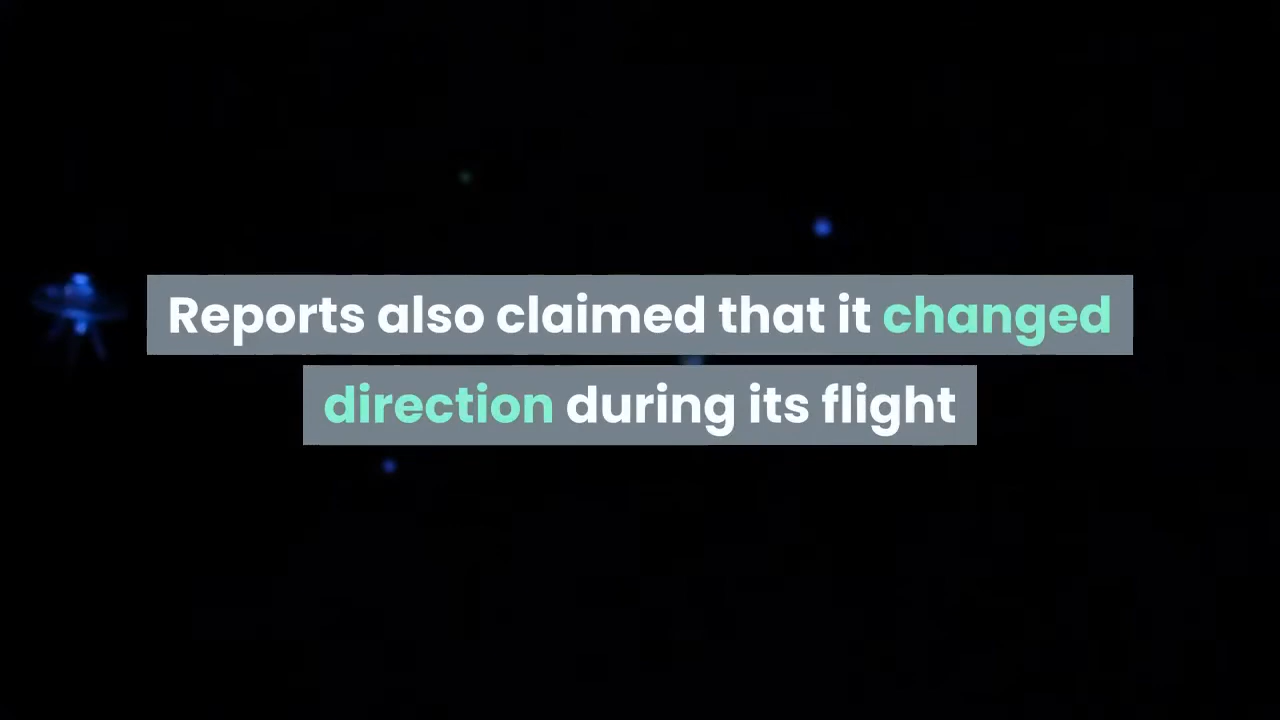 Reports also claimed that it changed
direction during its flight